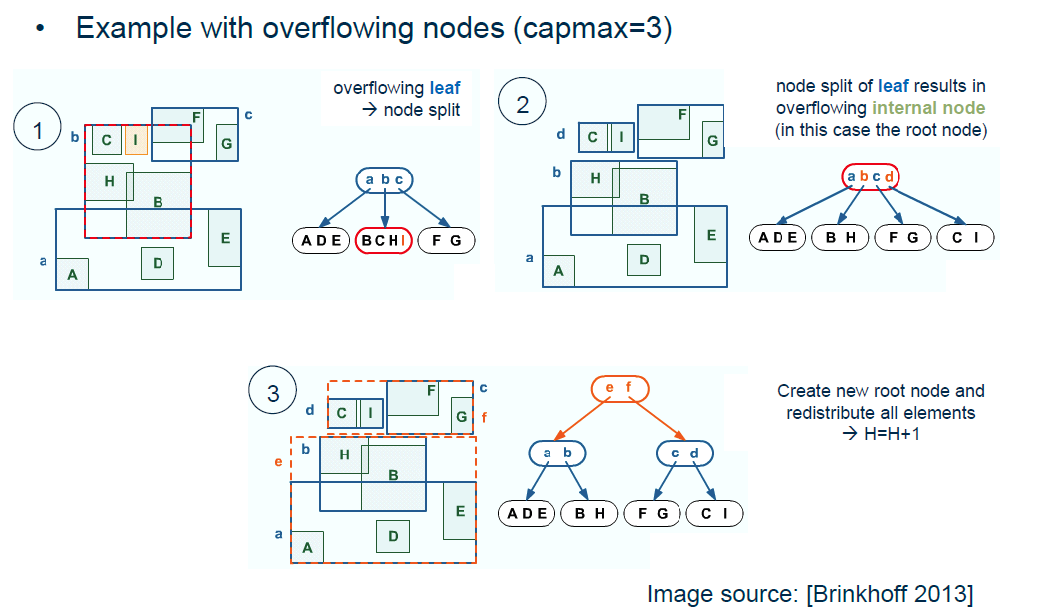 • Example with overflowing nodes (capmax=3)
1
overflowing leaf
→ node split
b
C
I
F
c
G
H
B
E
a
A
D
a b c
A D E
B C H I
F G
2
node split of leaf results in
overflowing internal node
(in this case the root node)
d
C
I
F
G
b
H
B
E
a
A
D
a b c d
A D E
B H
F G
C I
3
d
C
I
F
c
G
f
e
b
H
B
E
a
A
D
e f
a b
c d
A D E
B H
F G
C I
Create new root node and
redistribute all elements
→ H=H+1
Image source: [Brinkhoff 2013]